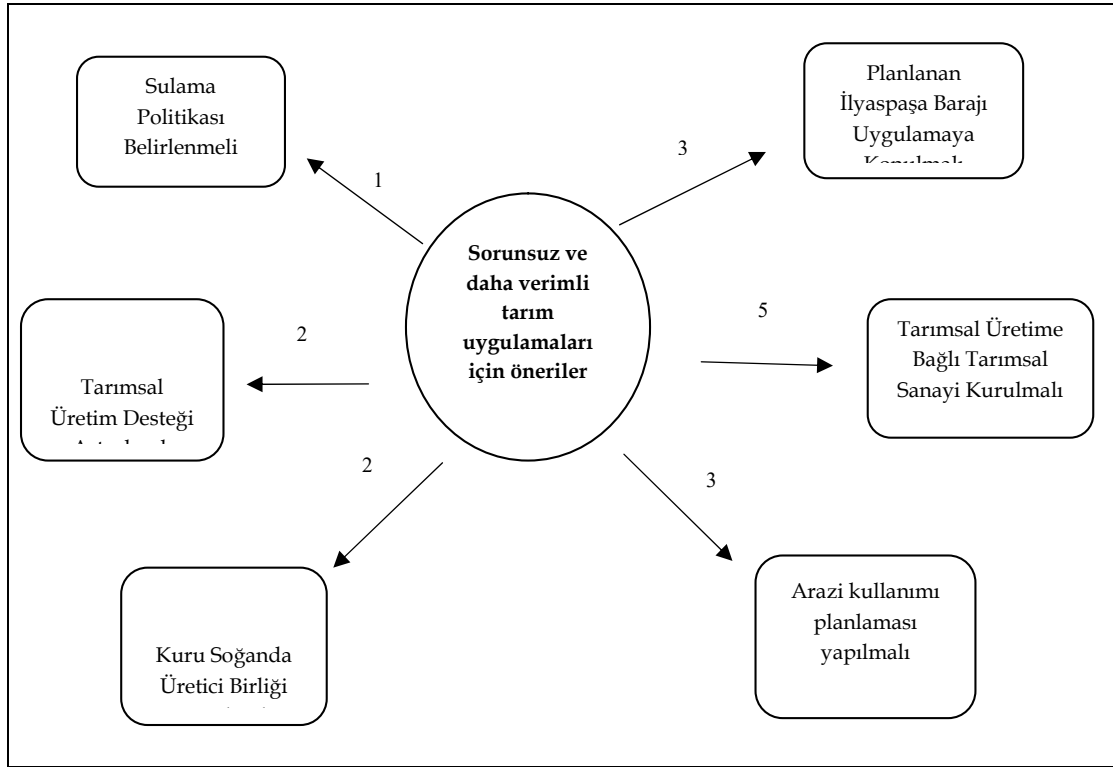 Sulama
Politikası
Belirlenmeli
1
3
Planlanan
İlyaspaşa Barajı
Uygulamaya
Sorunsuz ve
daha verimli
tarım
uygulamaları
için öneriler
2
Tarımsal
Üretim Desteği
5
Tarımsal Üretime
Bağlı Tarımsal
Sanayi Kurulmalı
2
Kuru Soğanda
Üretici Birliği
3
Arazi kullanımı
planlaması
yapılmalı